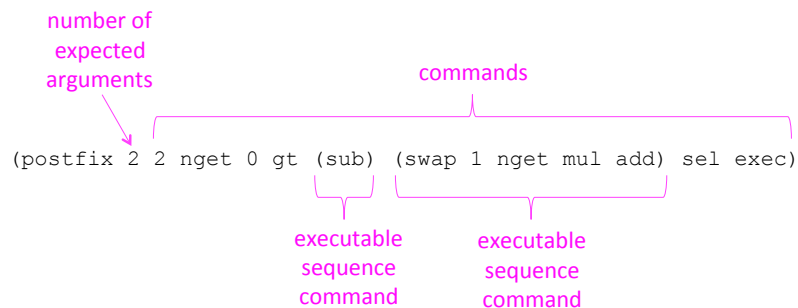 number of
expected
arguments
commands
(postfix 2 2 nget 0 gt (sub) (swap 1 nget mul add) sel exec)
executable
sequence
command
executable
sequence
command